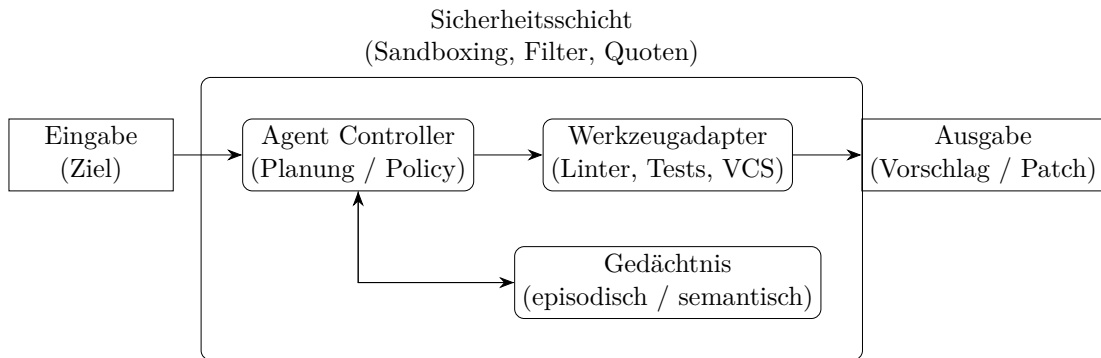 Sicherheitsschicht
(Sandboxing, Filter, Quoten)
Eingabe
(Ziel)
Agent Controller
(Planung / Policy)
Werkzeugadapter
(Linter, Tests, VCS)
Ausgabe
(Vorschlag / Patch)
Gedächtnis
(episodisch / semantisch)